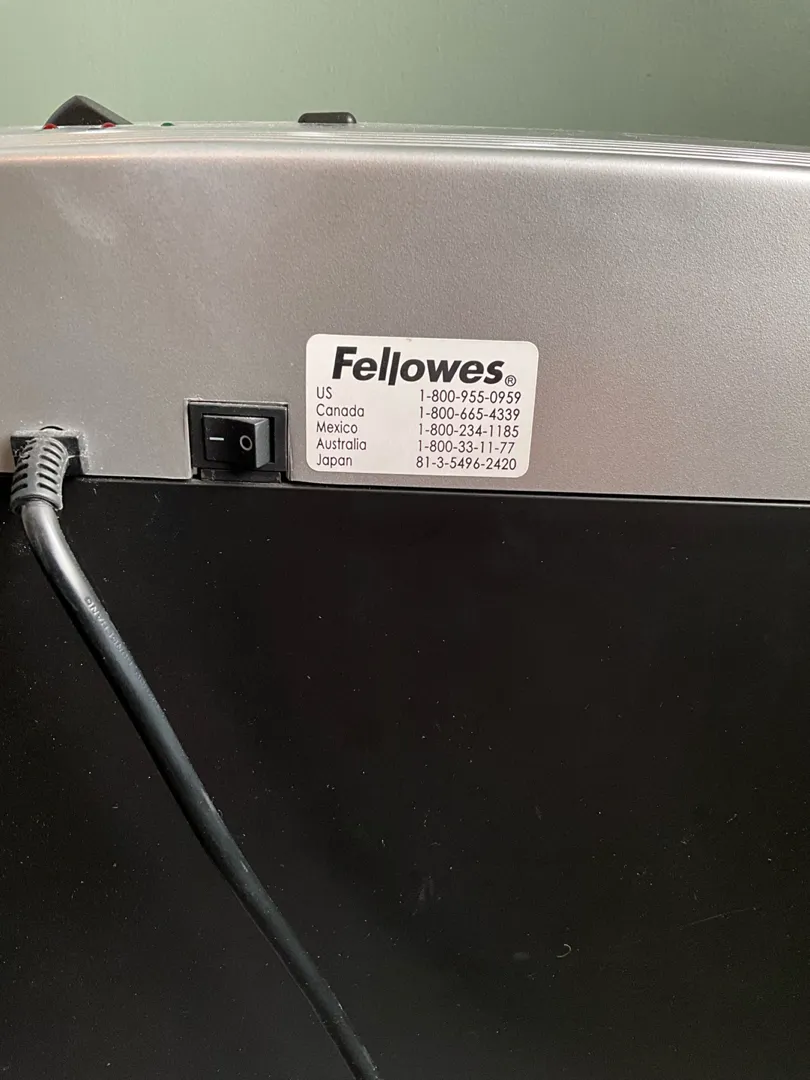 Fellowes®
US 1-800-955-0959
Canada 1-800-665-4339
Mexico 1-800-234-1185
Australia 1-800-33-11-77
Japan 81-3-5496-2420